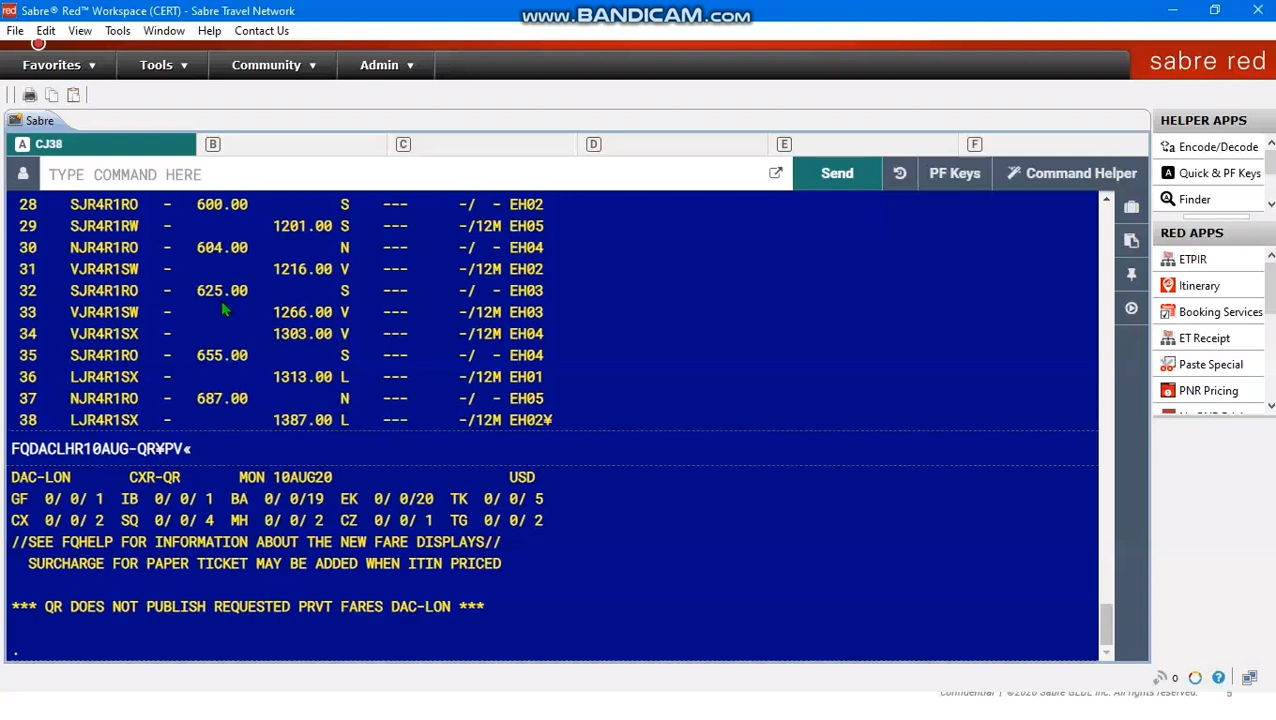 Sabre® Red™ Workspace (CERT) - Sabre Travel Network
www.BANDICAM.com
File Edit View Tools Window Help Contact Us
Favorites Tools Community Admin
sabre red
Sabre
HELPER APPS
A CJ38 B C D E F
Encode/Decode
TYPE COMMAND HERE Send PF Keys Command Helper
Quick & PF Keys
Finder
RED APPS
ETPIR
Itinerary
Booking Services
ET Receipt
Paste Special
PNR Pricing
28 SJR4R1RO - 600.00 S --- -/ - EH02
29 SJR4R1RW - 1201.00 S --- -/12M EH05
30 NJR4R1RO - 604.00 N --- -/ - EH04
31 VJR4R1SW - 1216.00 V --- -/12M EH02
32 SJR4R1RO - 625.00 S --- -/ - EH03
33 VJR4R1SW - 1266.00 V --- -/12M EH03
34 VJR4R1SX - 1303.00 V --- -/12M EH04
35 SJR4R1RO - 655.00 S --- -/ - EH04
36 LJR4R1SX - 1313.00 L --- -/12M EH01
37 NJR4R1RO - 687.00 N --- -/ - EH05
38 LJR4R1SX - 1387.00 L --- -/12M EH02¥
FQDACLHR10AUG-QR¥PV«
DAC-LON CXR-QR MON 10AUG20 USD
GF 0/ 0/ 1 IB 0/ 0/ 1 BA 0/ 0/19 EK 0/ 0/20 TK 0/ 0/ 5
CX 0/ 0/ 2 SQ 0/ 0/ 4 MH 0/ 0/ 2 CZ 0/ 0/ 1 TG 0/ 0/ 2
//SEE FQHELP FOR INFORMATION ABOUT THE NEW FARE DISPLAYS//
SURCHARGE FOR PAPER TICKET MAY BE ADDED WHEN ITIN PRICED
*** QR DOES NOT PUBLISH REQUESTED PRVT FARES DAC-LON ***
.
0
Confidential | ©2020 Sabre GLBL Inc. All rights reserved. 5